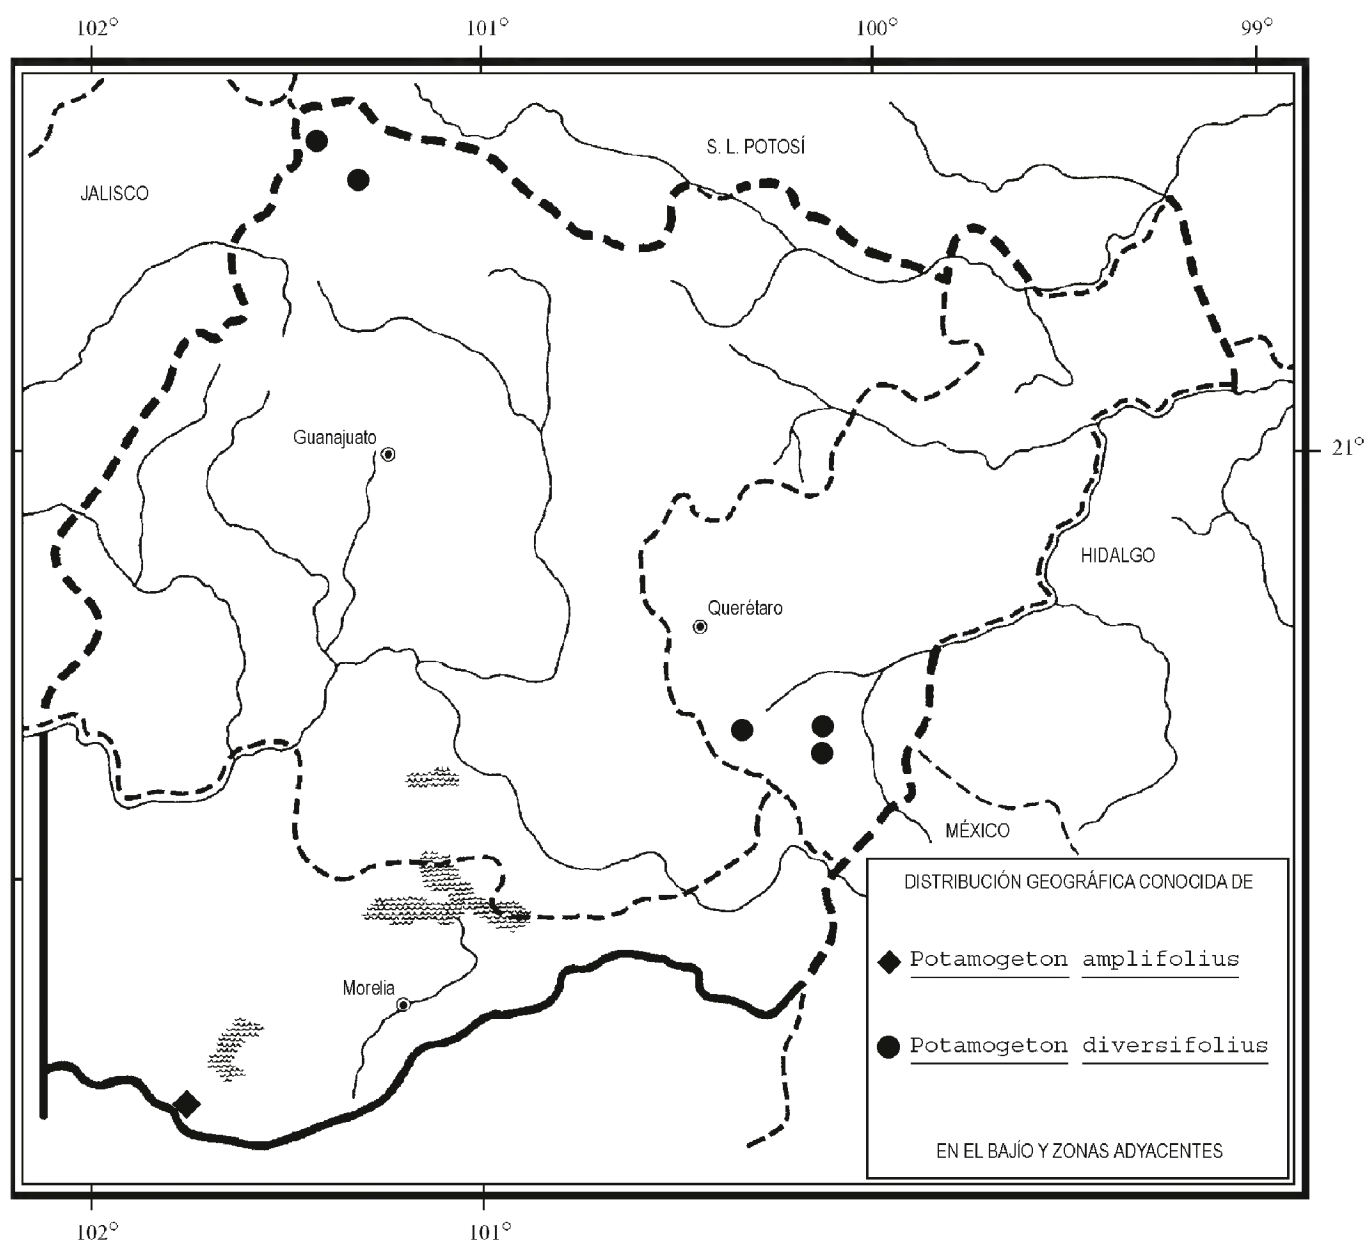 102° 101° 100° 99°
S. L. POTOSÍ
JALISCO
Guanajuato
21°
HIDALGO
Querétaro
MÉXICO
DISTRIBUCIÓN GEOGRÁFICA CONOCIDA DE
Potamogeton amplifolius
Morelia
Potamogeton diversifolius
EN EL BAJÍO Y ZONAS ADYACENTES
102° 101°